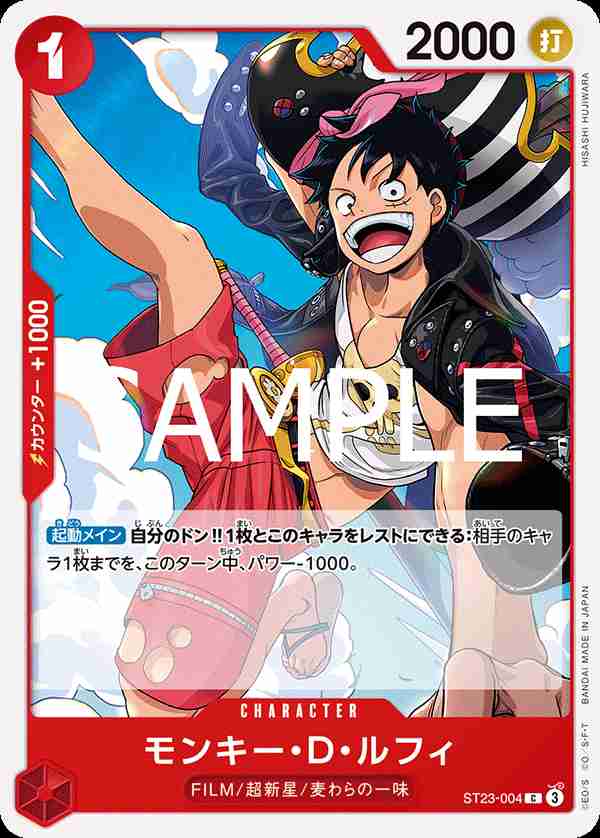 1
2000 打
HISASHI HUJIWARA
カウンター +1000
SAMPLE
起動メイン 自分のドン!!1枚とこのキャラをレストにできる:相手のキャ
ラ1枚までを、このターン中、パワー-1000。
BANDAI MADE IN JAPAN
©E.O/S ©O./S.F.T
CHARACTER
モンキー・D・ルフィ
FILM/超新星/麦わらの一味
ST23-004 C 3